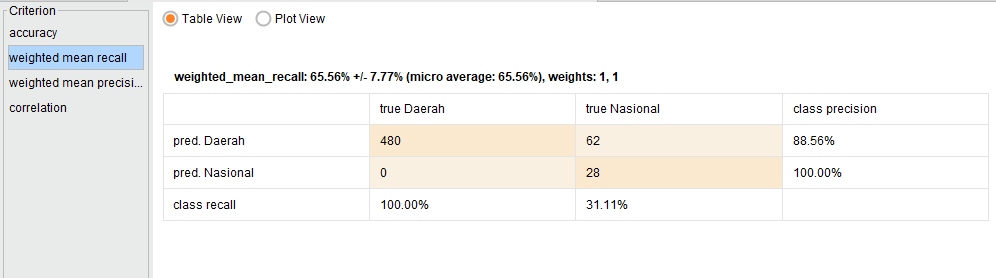 Criterion
accuracy
weighted mean recall
weighted mean precisi...
correlation
Table View Plot View
weighted_mean_recall: 65.56% +/- 7.77% (micro average: 65.56%), weights: 1, 1
true Daerah true Nasional class precision
pred. Daerah 480 62 88.56%
pred. Nasional 0 28 100.00%
class recall 100.00% 31.11%